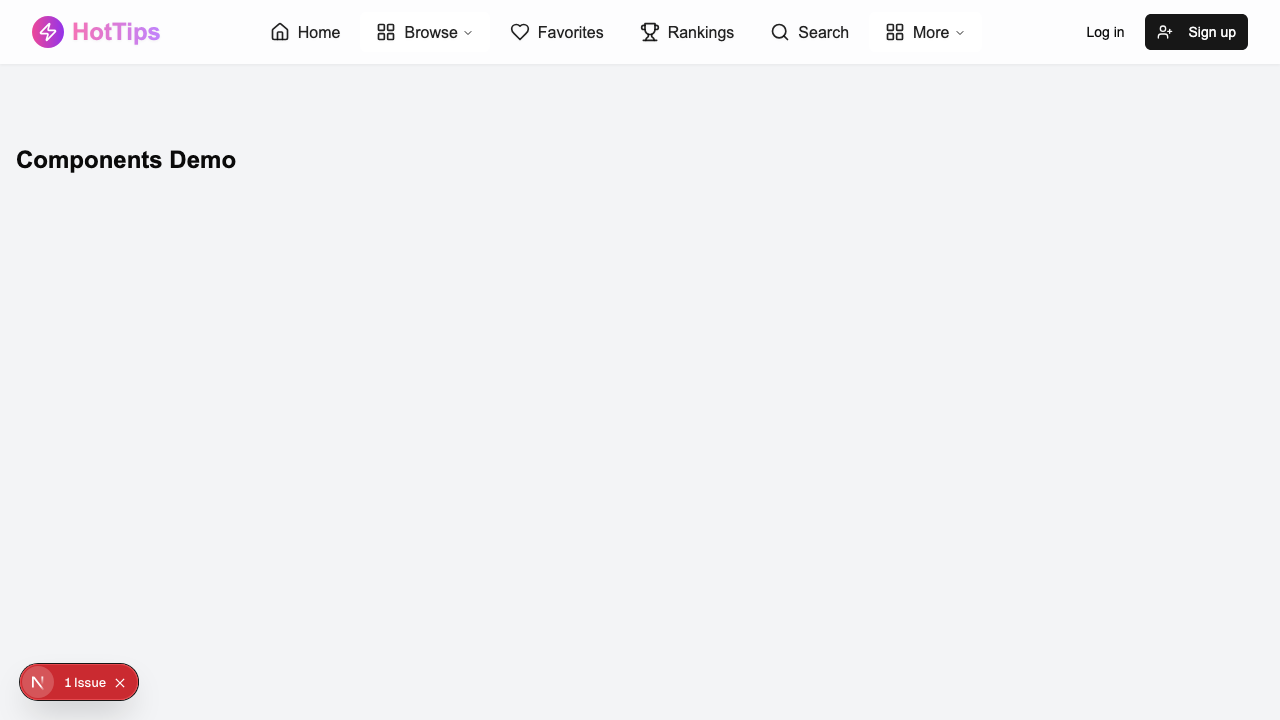 HotTips
Home
Browse
Favorites
Rankings
Search
More
Log in
Sign up
Components Demo
1 Issue